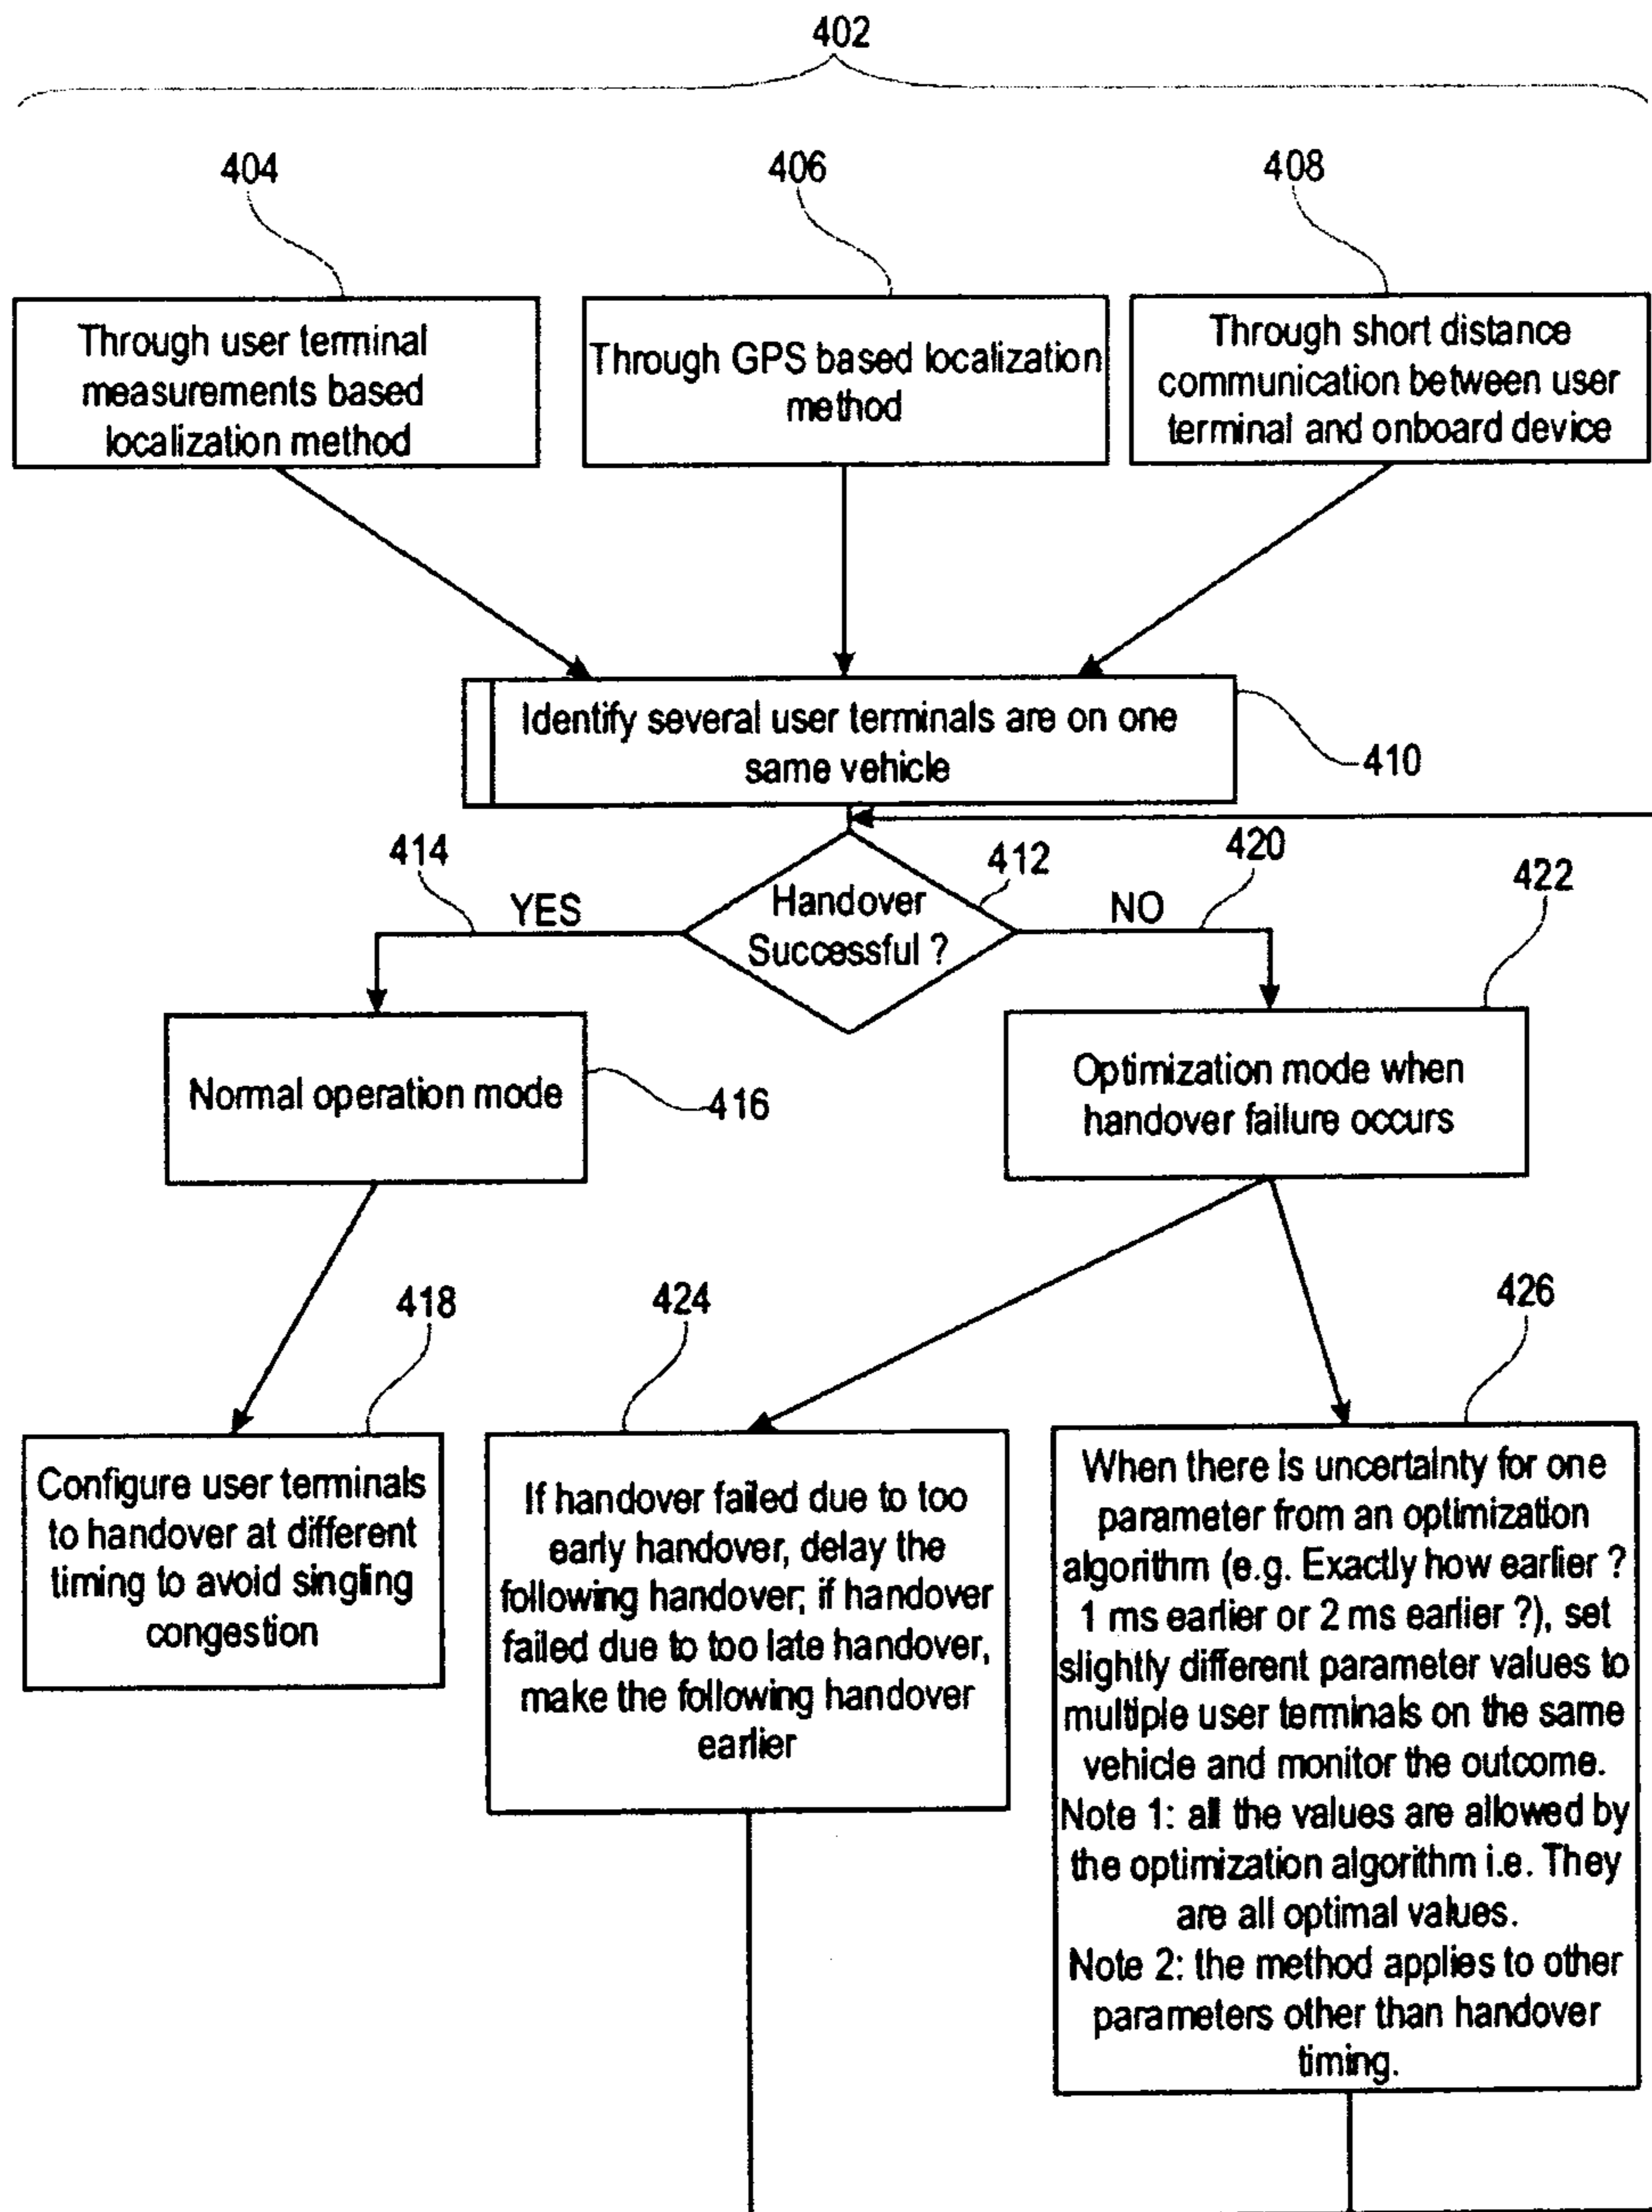 402
404
406
408
Through user terminal
measurements based
localization method
Through GPS based localization
method
Through short distance
communication between user
terminal and onboard device
Identify several user terminals are on one
same vehicle
410
414
YES
Handover
Successful ?
412
420
NO
422
Normal operation mode
416
Optimization mode when
handover failure occurs
418
424
426
Configure user terminals
to handover at different
timing to avoid singling
congestion
If handover failed due to too
early handover, delay the
following handover; if handover
failed due to too late handover,
make the following handover
earlier
When there is uncertainty for one
parameter from an optimization
algorithm (e.g. Exactly how earlier ?
1 ms earlier or 2 ms earlier ?), set
slightly different parameter values to
multiple user terminals on the same
vehicle and monitor the outcome.
Note 1: all the values are allowed by
the optimization algorithm i.e. They
are all optimal values.
Note 2: the method applies to other
parameters other than handover
timing.